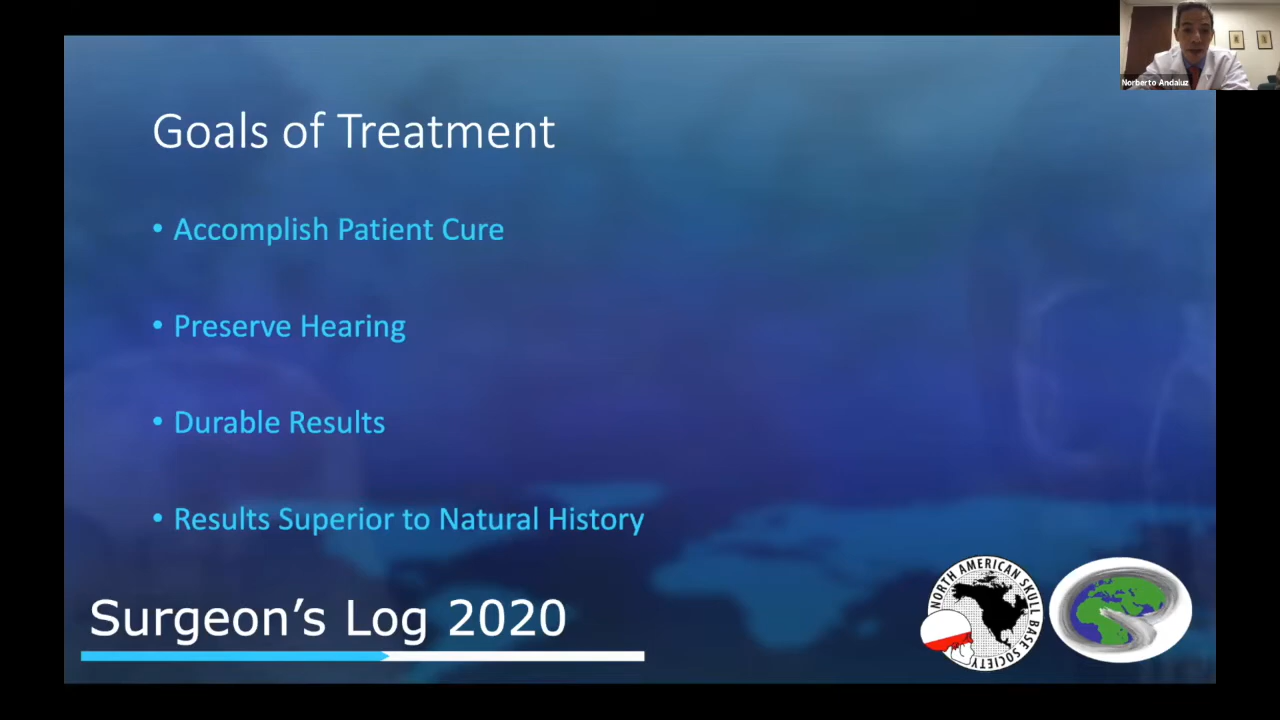 Norberto Andaluz
Goals of Treatment
• Accomplish Patient Cure
• Preserve Hearing
• Durable Results
• Results Superior to Natural History
Surgeon’s Log 2020
NORTH AMERICAN SKULL BASE SOCIETY